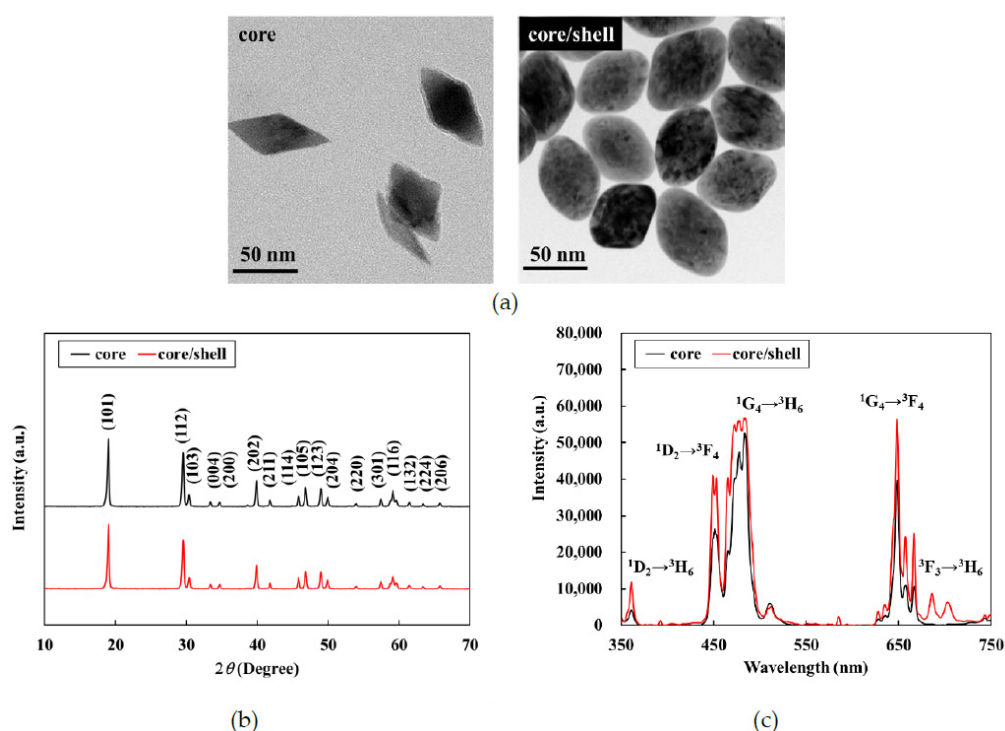 core
50 nm
core/shell
50 nm
(a)
Intensity (a.u.)
core core/shell
(101)
(112)
(103)
(004)
(200)
(202)
(211)
(114)
(105)
(123)
(204)
(220)
(301)
(116)
(132)
(224)
(206)
10 20 30 40 50 60 70
2θ (Degree)
(b)
Intensity (a.u.)
80,000
70,000
60,000
50,000
40,000
30,000
20,000
10,000
0
core core/shell
¹G₄→³H₆
¹G₄→³F₄
¹D₂→³F₄
¹D₂→³H₆
³F₃→³H₆
350 450 550 650 750
Wavelength (nm)
(c)